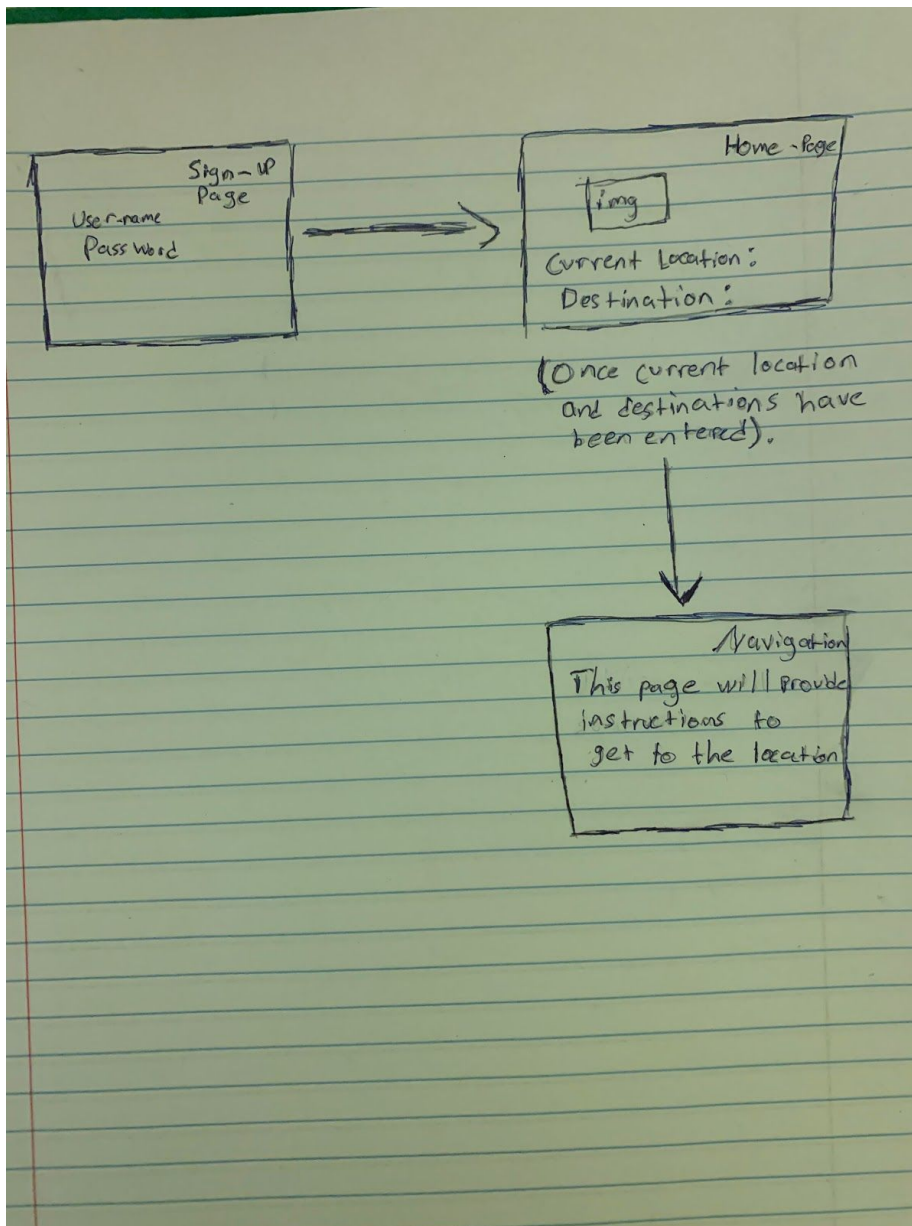 Sign-UP
Page
User-name
Password
Home-Page
img
Current Location:
Destination:
(Once current location
and destinations have
been entered).
Navigation
This page will provide
instructions to
get to the location